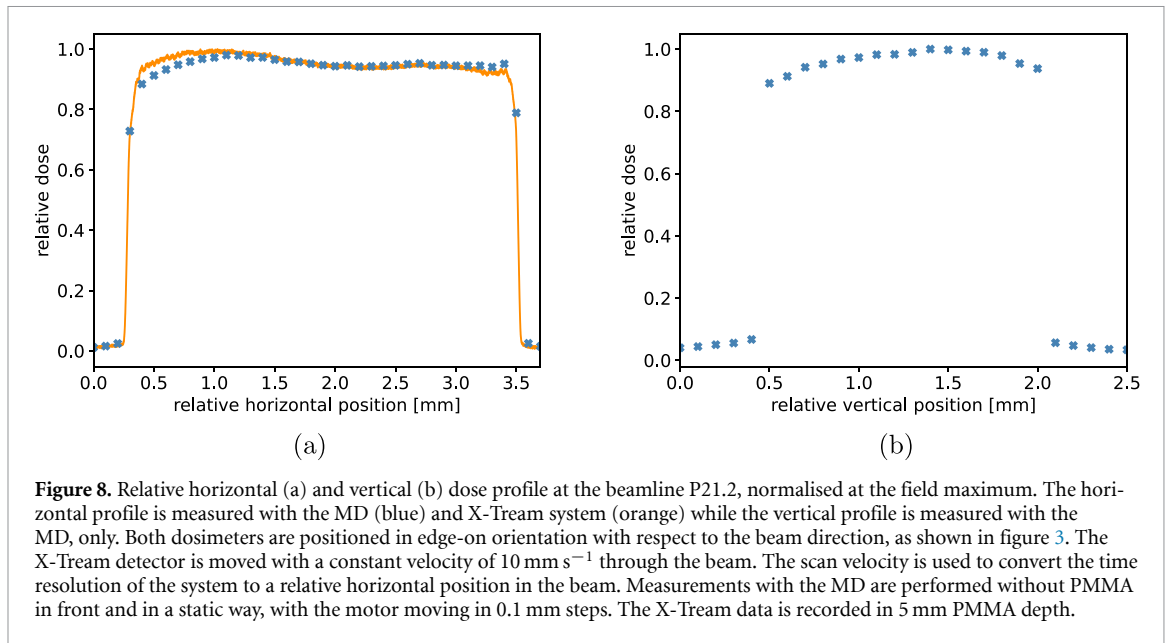 1.0
0.8
0.6
0.4
0.2
0.0
relative dose
0.0 0.5 1.0 1.5 2.0 2.5 3.0 3.5
relative horizontal position [mm]
(a)
1.0
0.8
0.6
0.4
0.2
0.0
relative dose
0.0 0.5 1.0 1.5 2.0 2.5
relative vertical position [mm]
(b)
Figure 8. Relative horizontal (a) and vertical (b) dose profile at the beamline P21.2, normalised at the field maximum. The hori-
zontal profile is measured with the MD (blue) and X-Tream system (orange) while the vertical profile is measured with the
MD, only. Both dosimeters are positioned in edge-on orientation with respect to the beam direction, as shown in figure 3. The
X-Tream detector is moved with a constant velocity of 10 mm s⁻¹ through the beam. The scan velocity is used to convert the time
resolution of the system to a relative horizontal position in the beam. Measurements with the MD are performed without PMMA
in front and in a static way, with the motor moving in 0.1 mm steps. The X-Tream data is recorded in 5 mm PMMA depth.